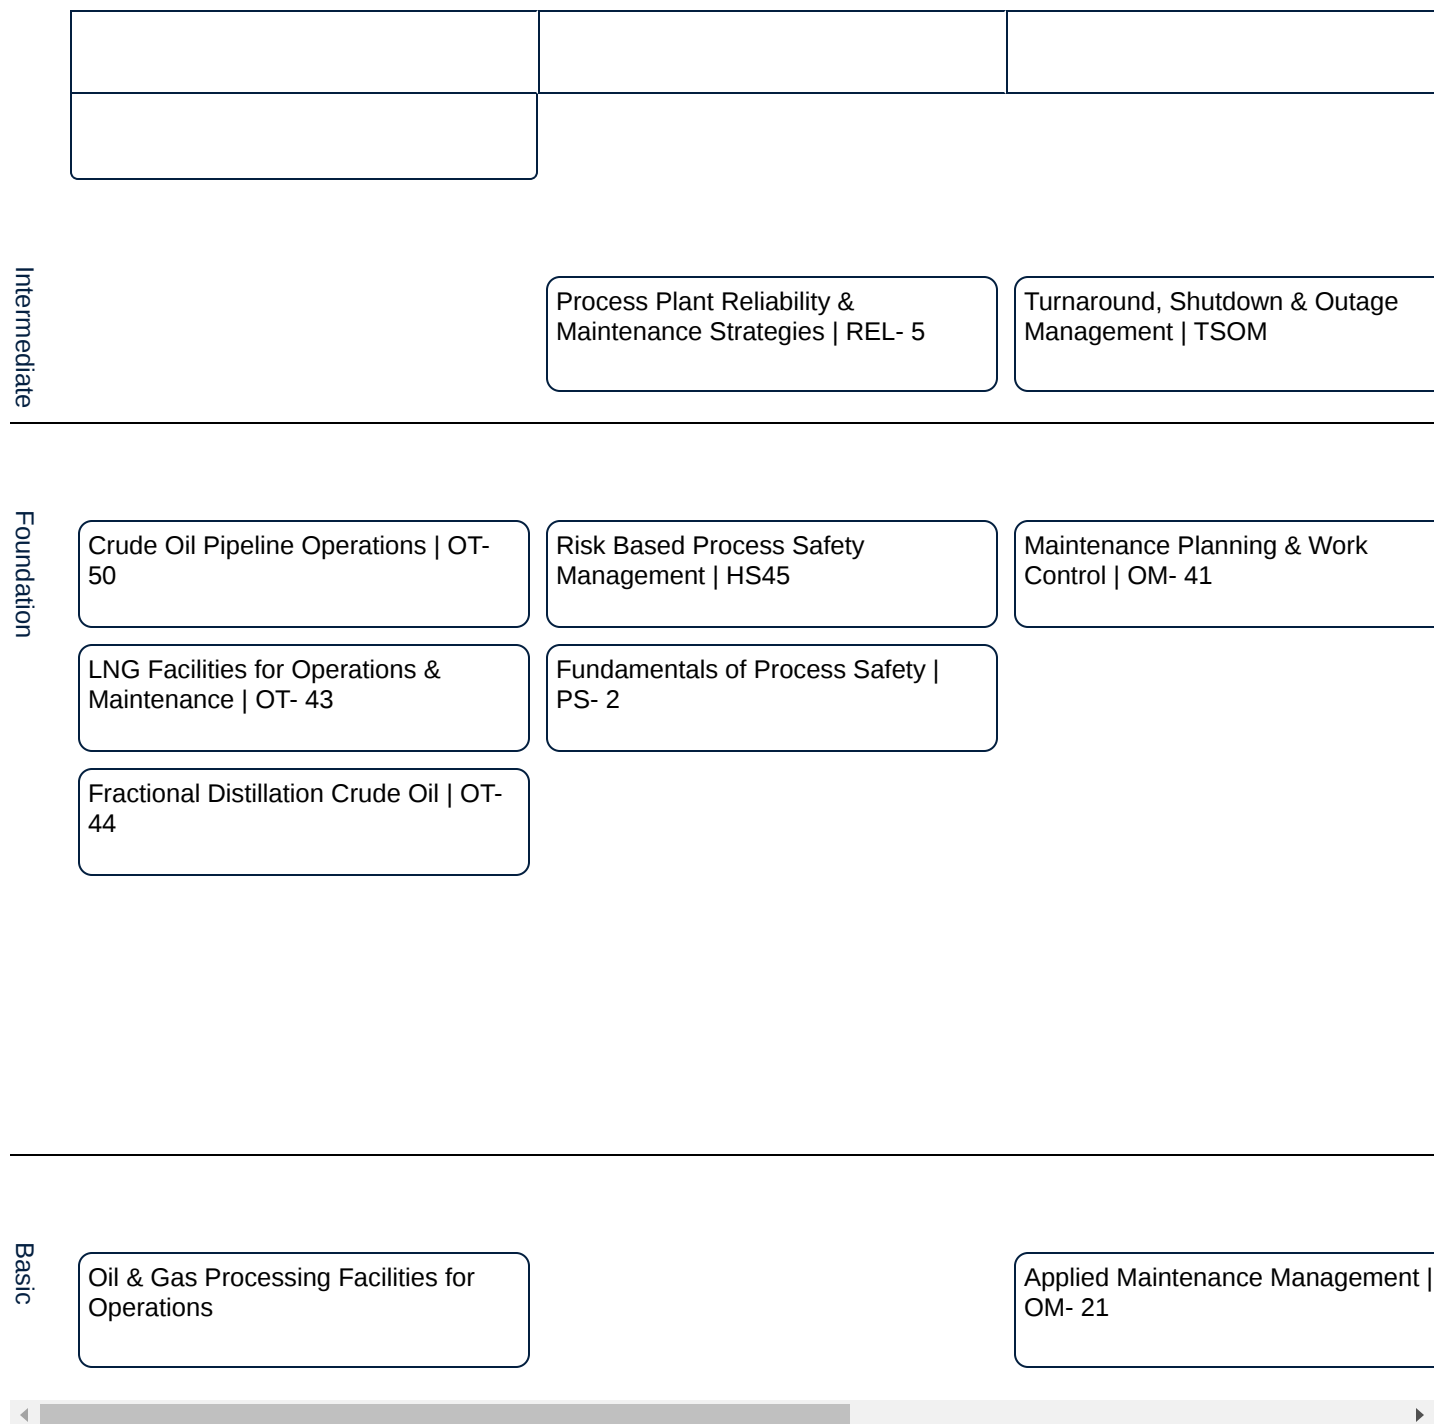 Intermediate
Process Plant Reliability &
Maintenance Strategies | REL- 5
Turnaround, Shutdown & Outage
Management | TSOM
Foundation
Crude Oil Pipeline Operations | OT-
50
Risk Based Process Safety
Management | HS45
Maintenance Planning & Work
Control | OM- 41
LNG Facilities for Operations &
Maintenance | OT- 43
Fundamentals of Process Safety |
PS- 2
Fractional Distillation Crude Oil | OT-
44
Basic
Oil & Gas Processing Facilities for
Operations
Applied Maintenance Management |
OM- 21